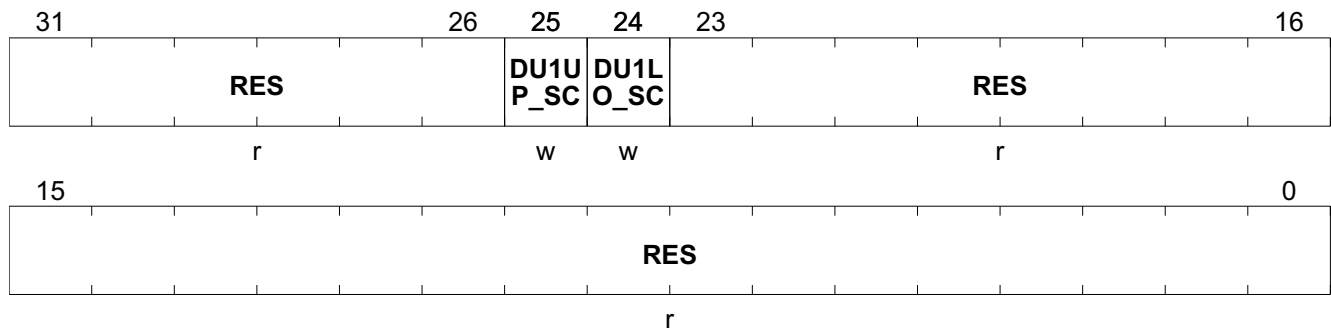 31 26 25 24 23 16
RES DU1U DU1L RES
P_SC O_SC
r w w r
15 0
RES
r